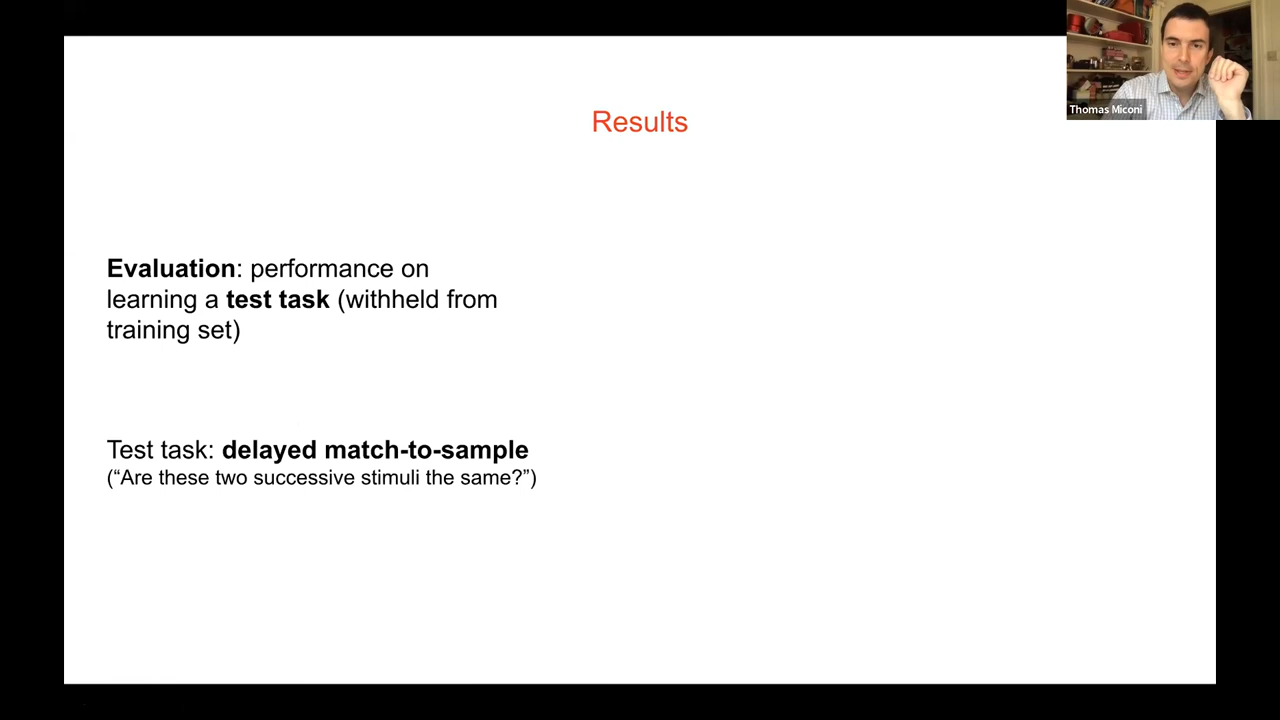 Results
Thomas Miconi
Evaluation: performance on
learning a test task (withheld from
training set)
Test task: delayed match-to-sample
(“Are these two successive stimuli the same?”)